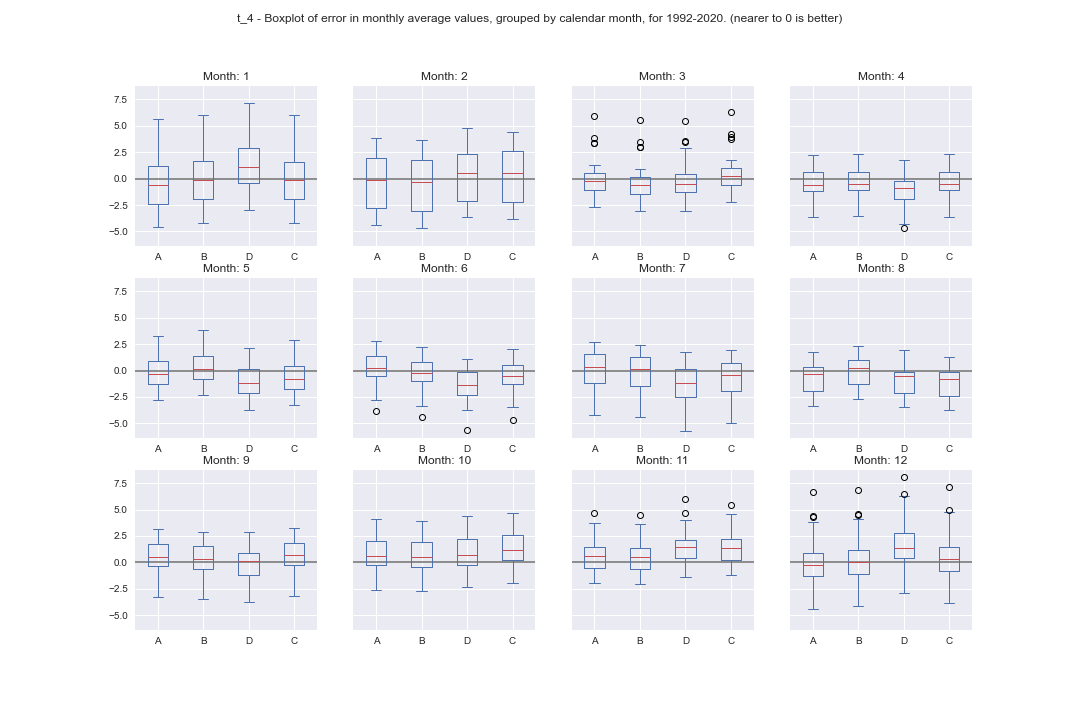 t_4 - Boxplot of error in monthly average values, grouped by calendar month, for 1992-2020. (nearer to 0 is better)
Month: 1 Month: 2 Month: 3 Month: 4
7.5
5.0
2.5
0.0
−2.5
−5.0
A B D C A B D C A B D C A B D C
Month: 5 Month: 6 Month: 7 Month: 8
7.5
5.0
2.5
0.0
−2.5
−5.0
A B D C A B D C A B D C A B D C
Month: 9 Month: 10 Month: 11 Month: 12
7.5
5.0
2.5
0.0
−2.5
−5.0
A B D C A B D C A B D C A B D C